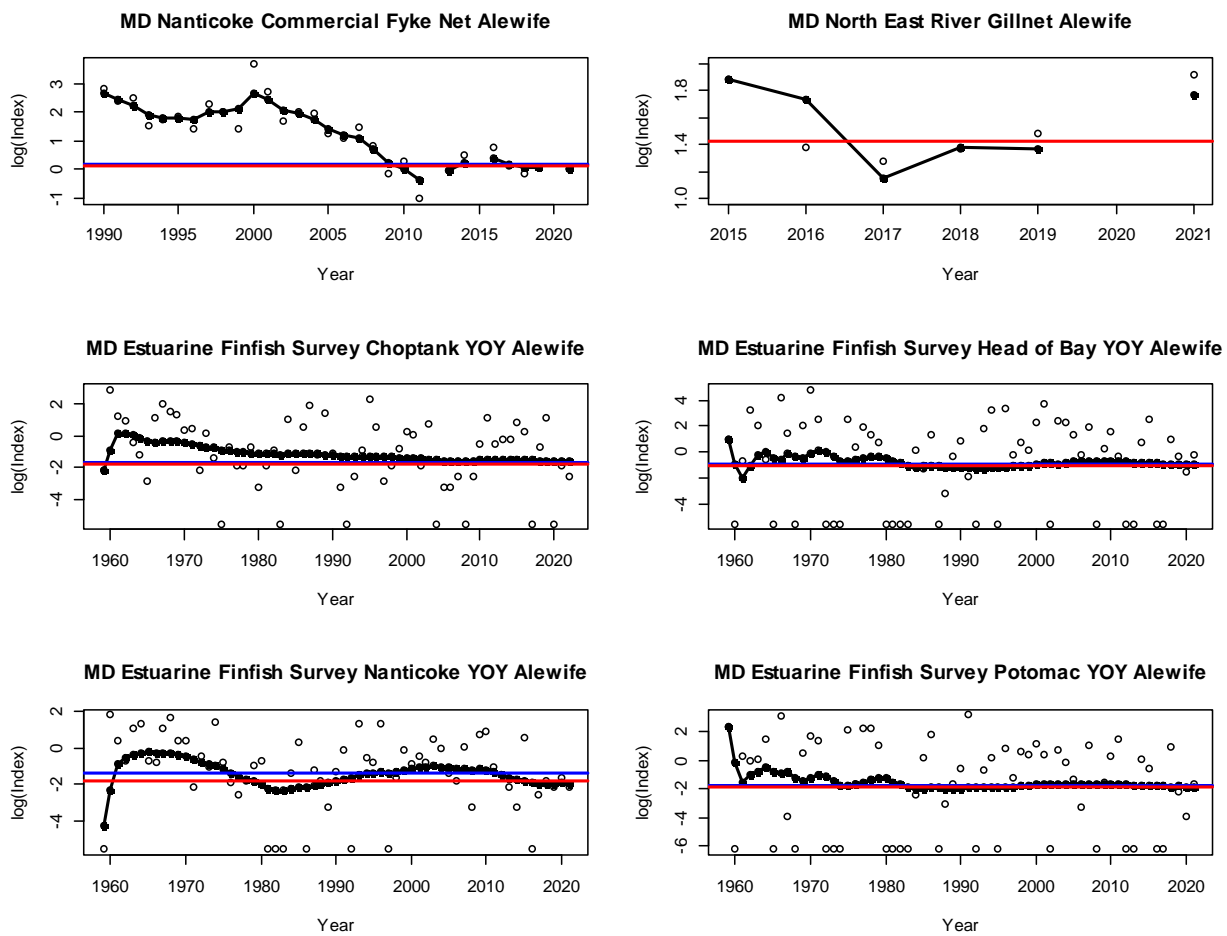 MD Nanticoke Commercial Fyke Net Alewife
log(Index)
3
2
1
0
-1
1990 1995 2000 2005 2010 2015 2020
Year
MD North East River Gillnet Alewife
log(Index)
1.8
1.4
1.0
2015 2016 2017 2018 2019 2020 2021
Year
MD Estuarine Finfish Survey Choptank YOY Alewife
log(Index)
2
0
-2
-4
1960 1970 1980 1990 2000 2010 2020
Year
MD Estuarine Finfish Survey Head of Bay YOY Alewife
log(Index)
4
2
0
-4
1960 1970 1980 1990 2000 2010 2020
Year
MD Estuarine Finfish Survey Nanticoke YOY Alewife
log(Index)
2
0
-2
-4
1960 1970 1980 1990 2000 2010 2020
Year
MD Estuarine Finfish Survey Potomac YOY Alewife
log(Index)
2
0
-2
-4
-6
1960 1970 1980 1990 2000 2010 2020
Year